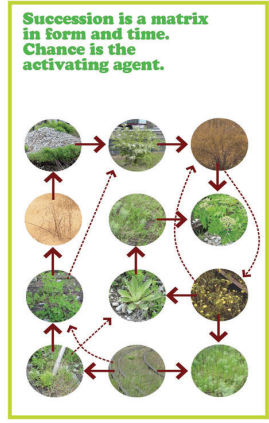 Succession is a matrix
in form and time.
Chance is the
activating agent.